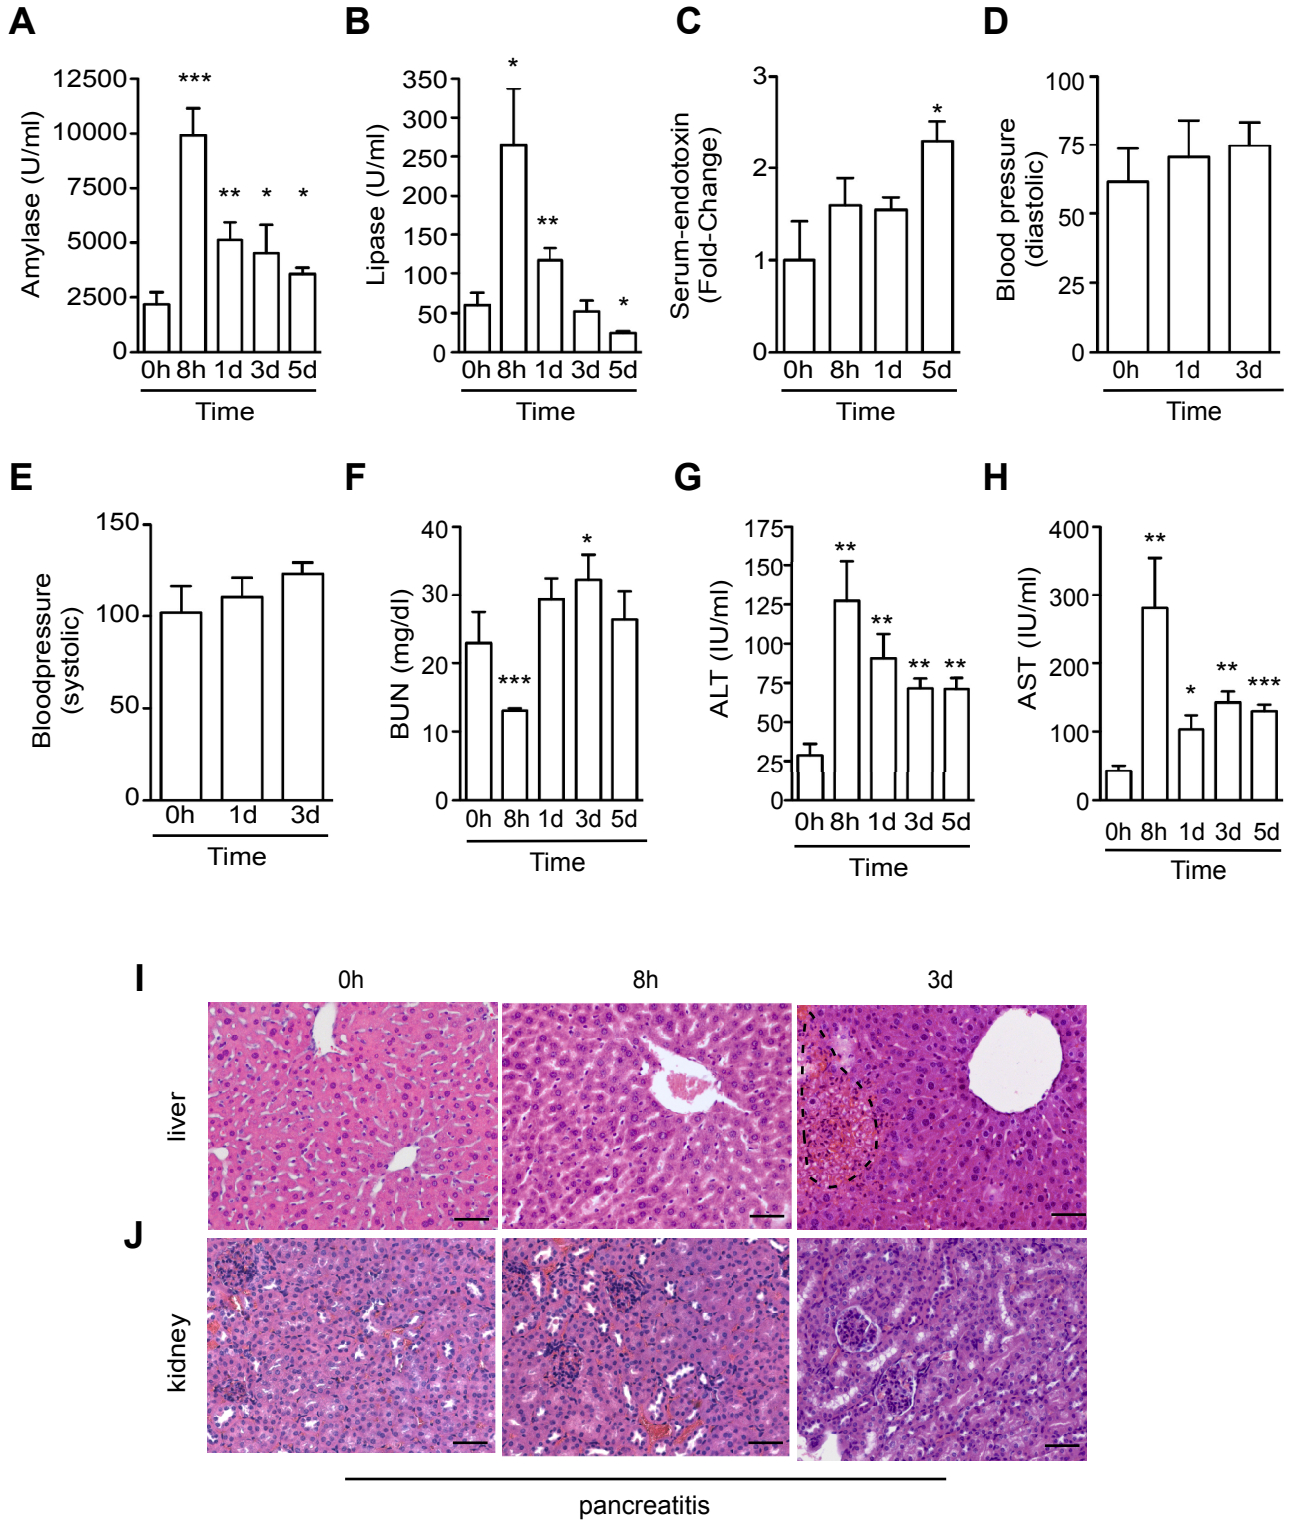 A
Amylase (U/ml)
12500
10000
7500
5000
2500
0
***
**
*
*
0h 8h 1d 3d 5d
Time
B
Lipase (U/ml)
350
300
250
200
150
100
50
0
*
**
*
0h 8h 1d 3d 5d
Time
C
Serum-endotoxin
(Fold-Change)
3
2
1
0
*
0h 8h 1d 5d
Time
D
Blood pressure
(diastolic)
100
75
50
25
0
0h 1d 3d
Time
E
Bloodpressure
(systolic)
150
100
50
0
0h 1d 3d
Time
F
BUN (mg/dl)
40
30
20
10
0
***
*
0h 8h 1d 3d 5d
Time
G
ALT (IU/ml)
175
150
125
100
75
50
25
0
**
**
**
**
0h 8h 1d 3d 5d
Time
H
AST (IU/ml)
400
300
200
100
0
**
*
**
***
0h 8h 1d 3d 5d
Time
I
0h 8h 3d
liver
J
kidney
pancreatitis